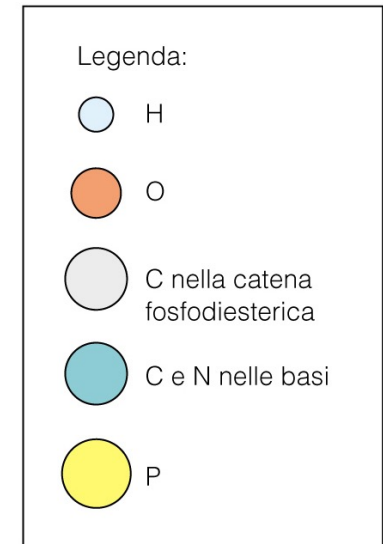 Legenda:
H
O
C nella catena
fosfodiesterica
C e N nelle basi
P